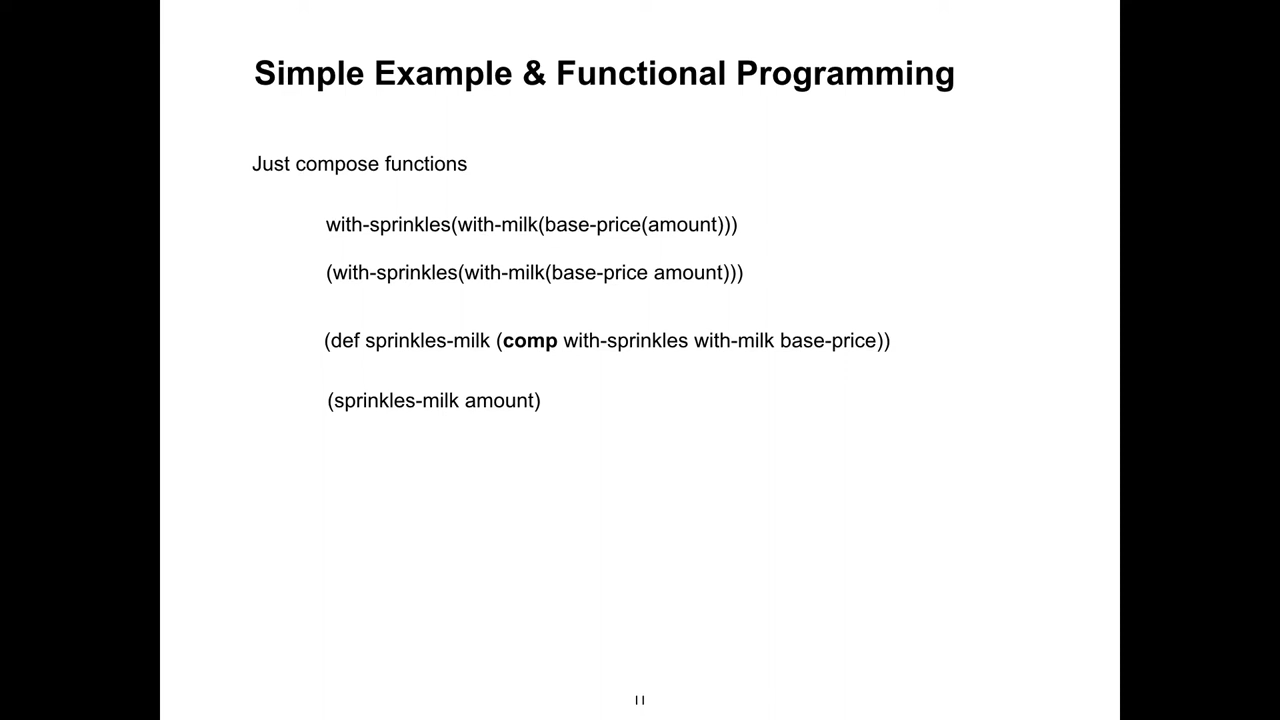 Simple Example & Functional Programming
Just compose functions
with-sprinkles(with-milk(base-price(amount)))
(with-sprinkles(with-milk(base-price amount)))
(def sprinkles-milk (comp with-sprinkles with-milk base-price))
(sprinkles-milk amount)
11